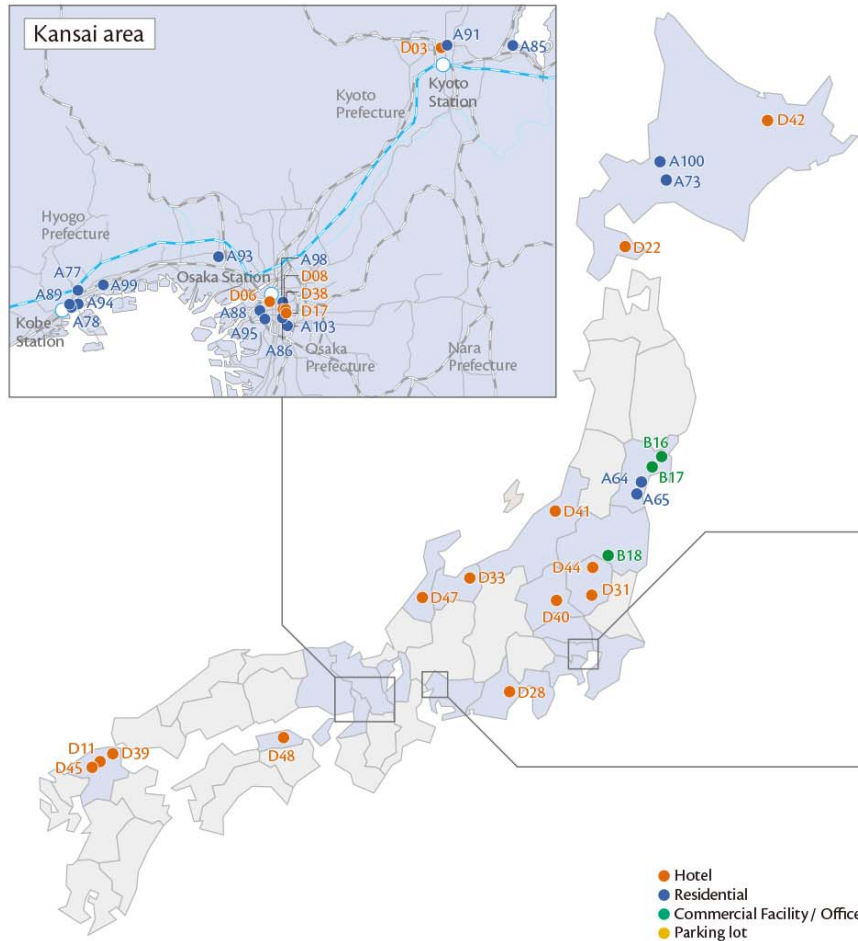 Kansai area
D03
A91
A85
Kyoto
Station
Kyoto
Prefecture
Hyogo
Prefecture
A93
A98
Osaka Station
D08
D06
D38
A77
A99
A89
A94
A88
D17
Kobe
Station
A78
A95
A103
A86
Osaka
Prefecture
Nara
Prefecture
D42
A100
A73
D22
B16
B17
A64
A65
D41
B18
D44
D33
D47
D31
D40
D28
D11
D39
D45
D48
Hotel
Residential
Commercial Facility / Office
Parking lot